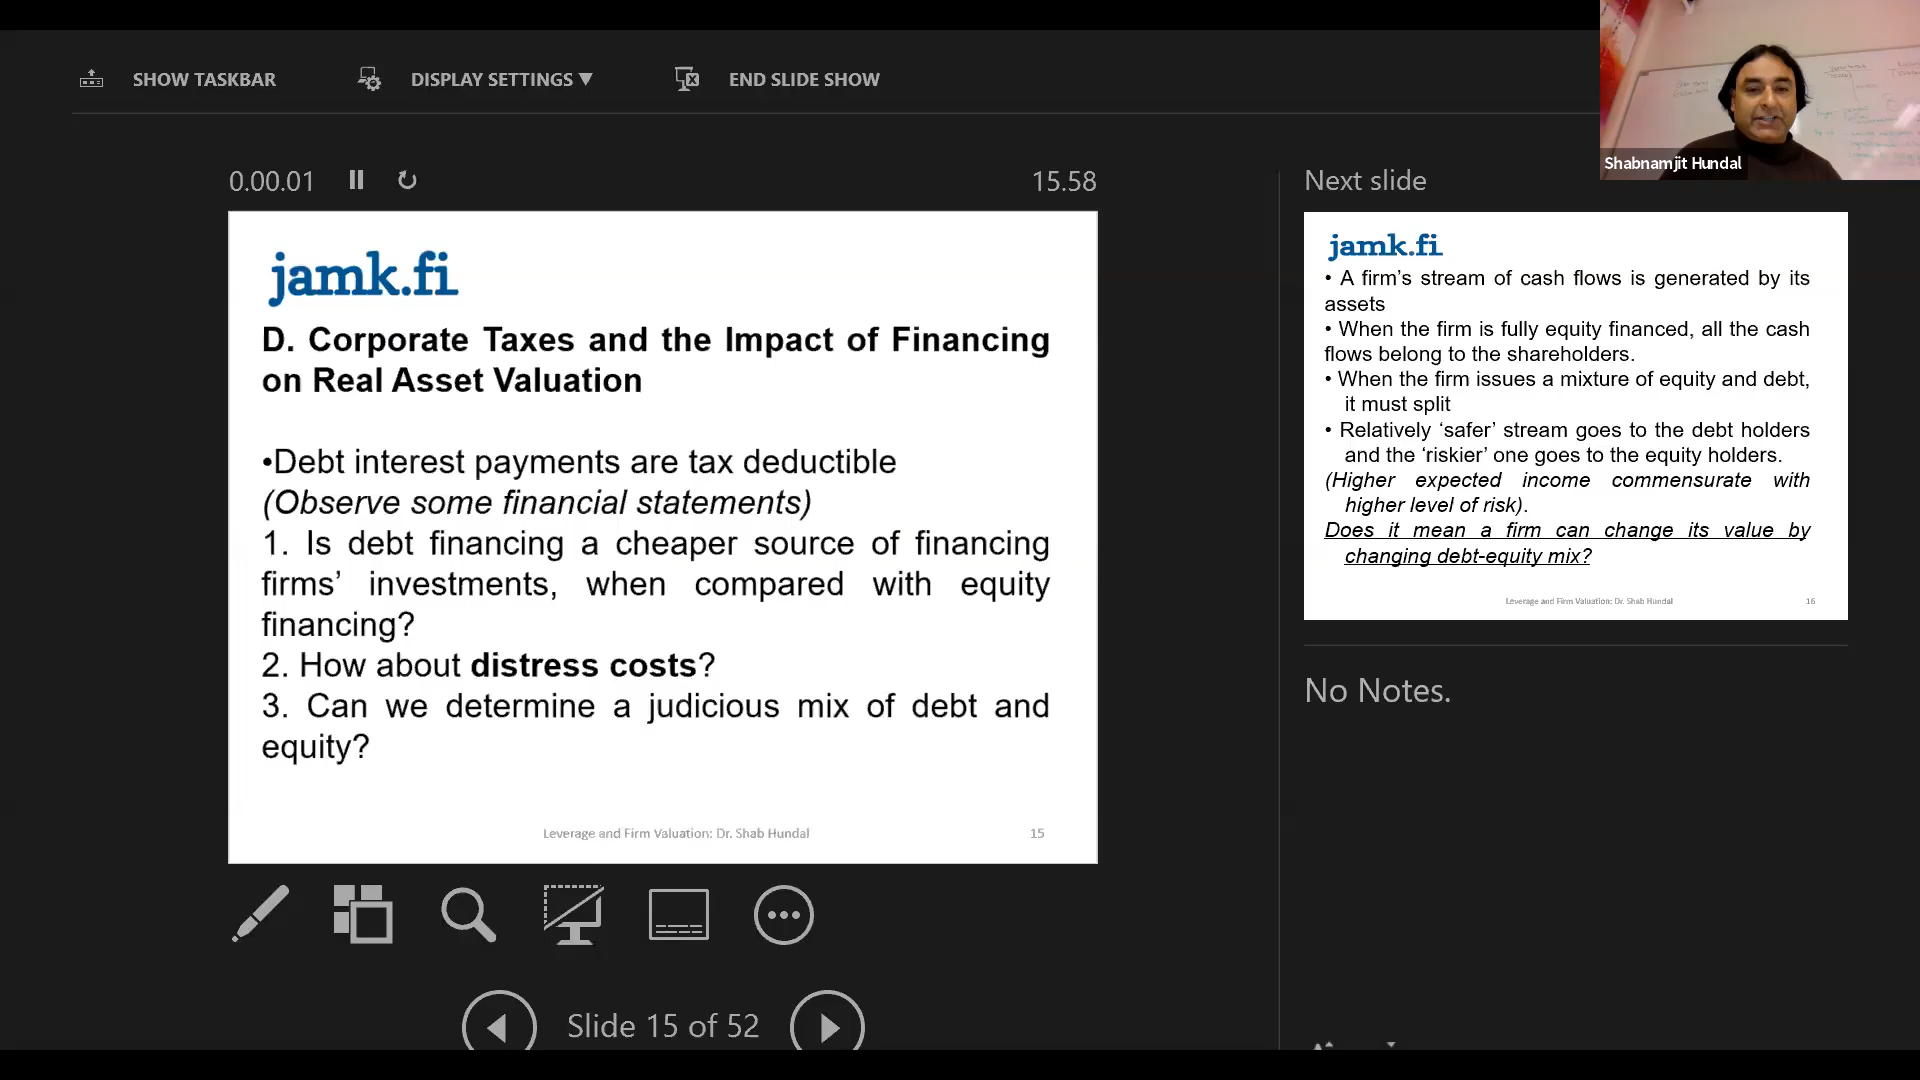 SHOW TASKBAR
DISPLAY SETTINGS ▼
END SLIDE SHOW
Shabnamjit Hundal
0.00.01
15.58
Next slide
jamk.fi
D. Corporate Taxes and the Impact of Financing
on Real Asset Valuation
•Debt interest payments are tax deductible
(Observe some financial statements)
1. Is debt financing a cheaper source of financing
firms’ investments, when compared with equity
financing?
2. How about distress costs?
3. Can we determine a judicious mix of debt and
equity?
Leverage and Firm Valuation: Dr. Shab Hundal
15
jamk.fi
• A firm’s stream of cash flows is generated by its
assets
• When the firm is fully equity financed, all the cash
flows belong to the shareholders.
• When the firm issues a mixture of equity and debt,
it must split
• Relatively ‘safer’ stream goes to the debt holders
and the ‘riskier’ one goes to the equity holders.
(Higher expected income commensurate with
higher level of risk).
Does it mean a firm can change its value by
changing debt-equity mix?
Leverage and Firm Valuation: Dr. Shab Hundal
16
No Notes.
Slide 15 of 52